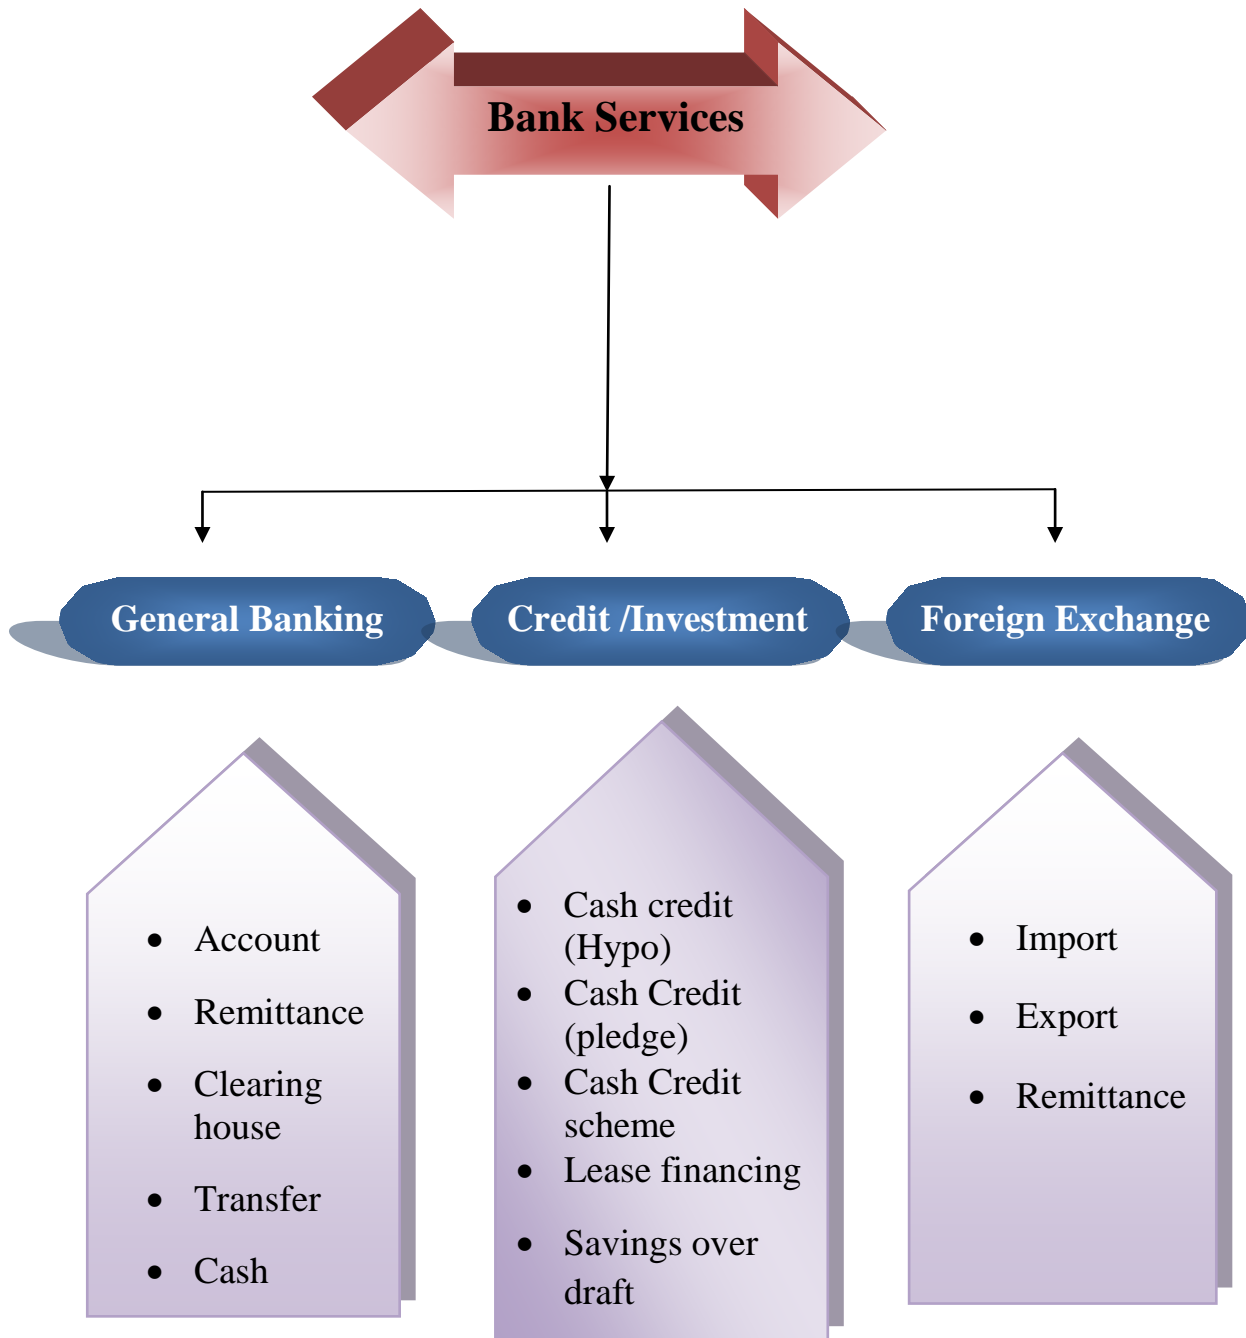 Bank Services
General Banking
Credit /Investment
Foreign Exchange
• Account
• Remittance
• Clearing
house
• Transfer
• Cash
• Cash credit
(Hypo)
• Cash Credit
(pledge)
• Cash Credit
scheme
• Lease financing
• Savings over
draft
• Import
• Export
• Remittance